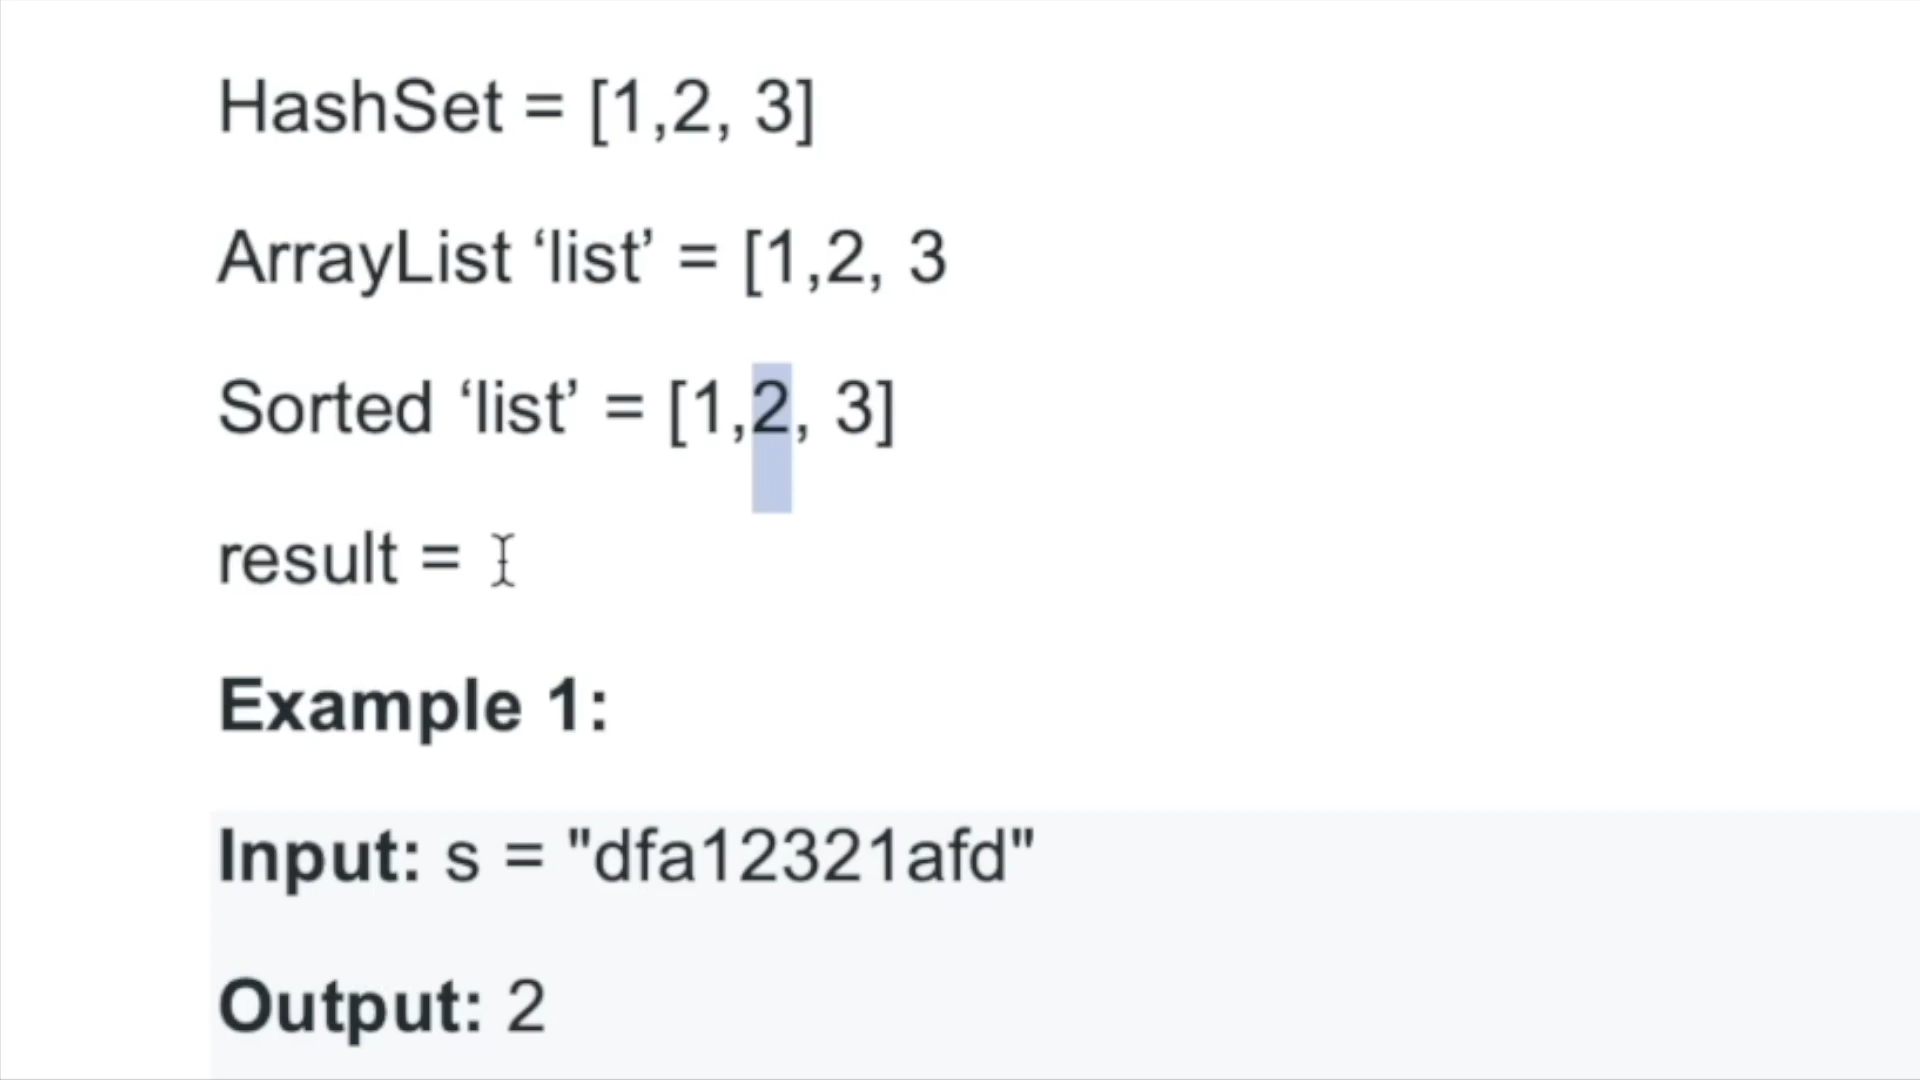 HashSet = [1,2, 3]
ArrayList ‘list’ = [1,2, 3
Sorted ‘list’ = [1,2, 3]
result =
Example 1:
Input: s = "dfa12321afd"
Output: 2